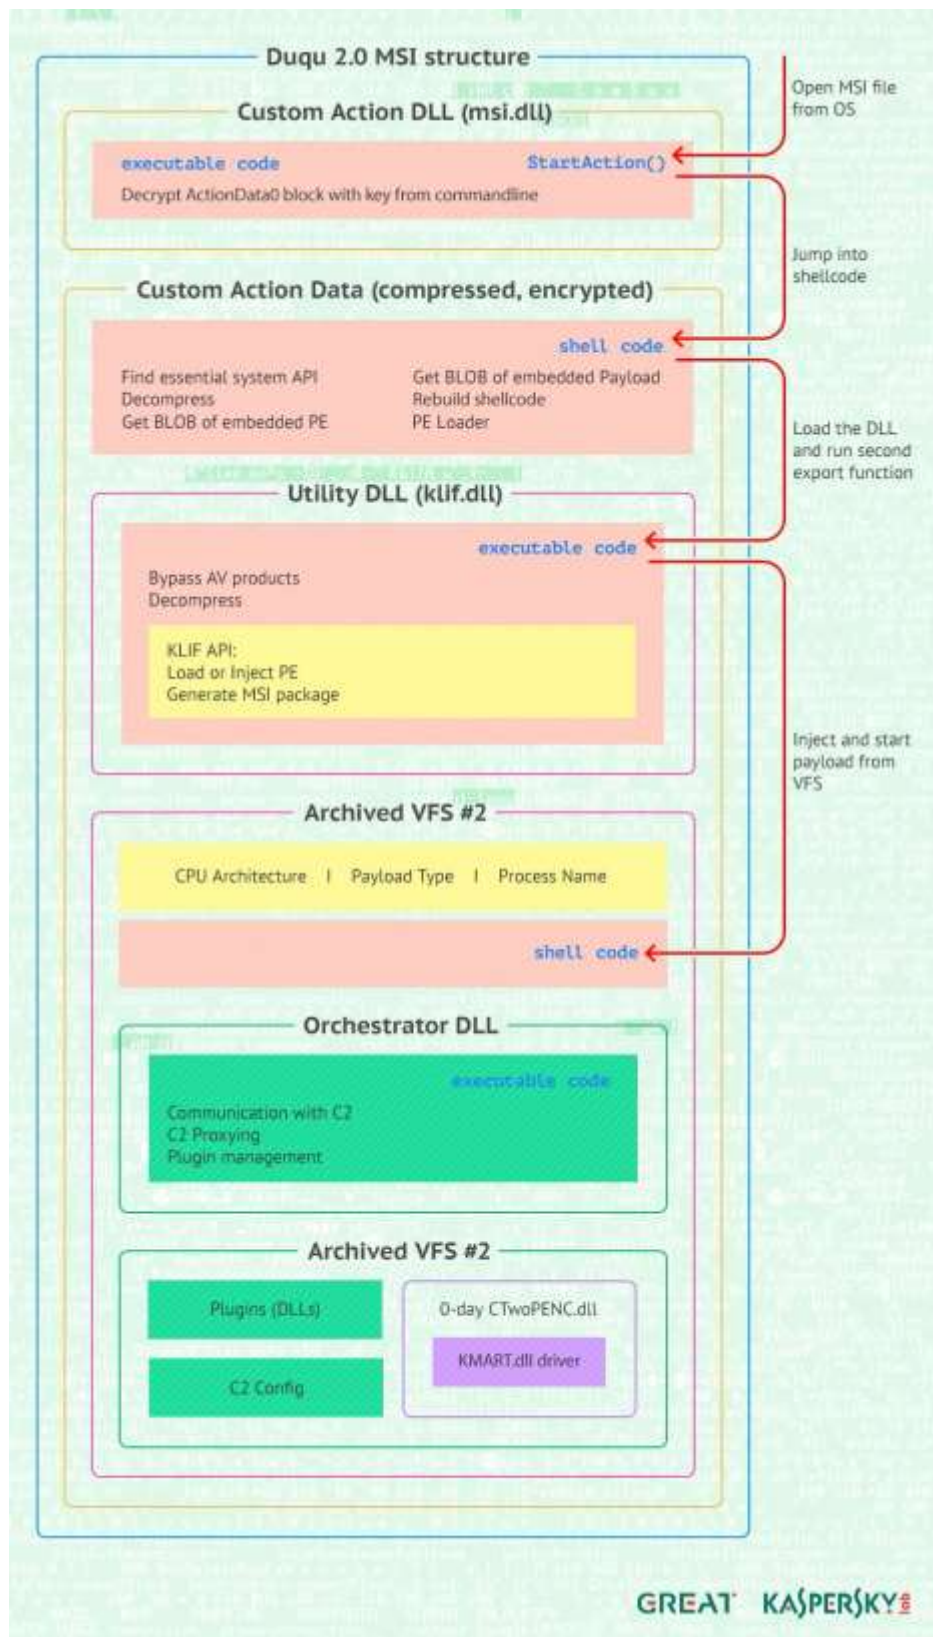 Duqu 2.0 MSI structure
Open MSI file
from OS
Custom Action DLL (msi.dll)
executable code
StartAction()
Decrypt ActionData0 block with key from commandline
Jump into
shellcode
Custom Action Data (compressed, encrypted)
shell code
Find essential system API
Decompress
Get BLOB of embedded PE
Get BLOB of embedded Payload
Rebuild shellcode
PE Loader
Load the DLL
and run second
export function
Utility DLL (klif.dll)
executable code
Bypass AV products
Decompress
KLIF API:
Load or Inject PE
Generate MSI package
Inject and start
payload from
VFS
Archived VFS #2
CPU Architecture | Payload Type | Process Name
shell code
Orchestrator DLL
executable code
Communication with C2
C2 Proxying
Plugin management
Archived VFS #2
Plugins (DLLs)
C2 Config
0-day CTwoPENC.dll
KMART.dll driver
GREAT KASPERSKY lab